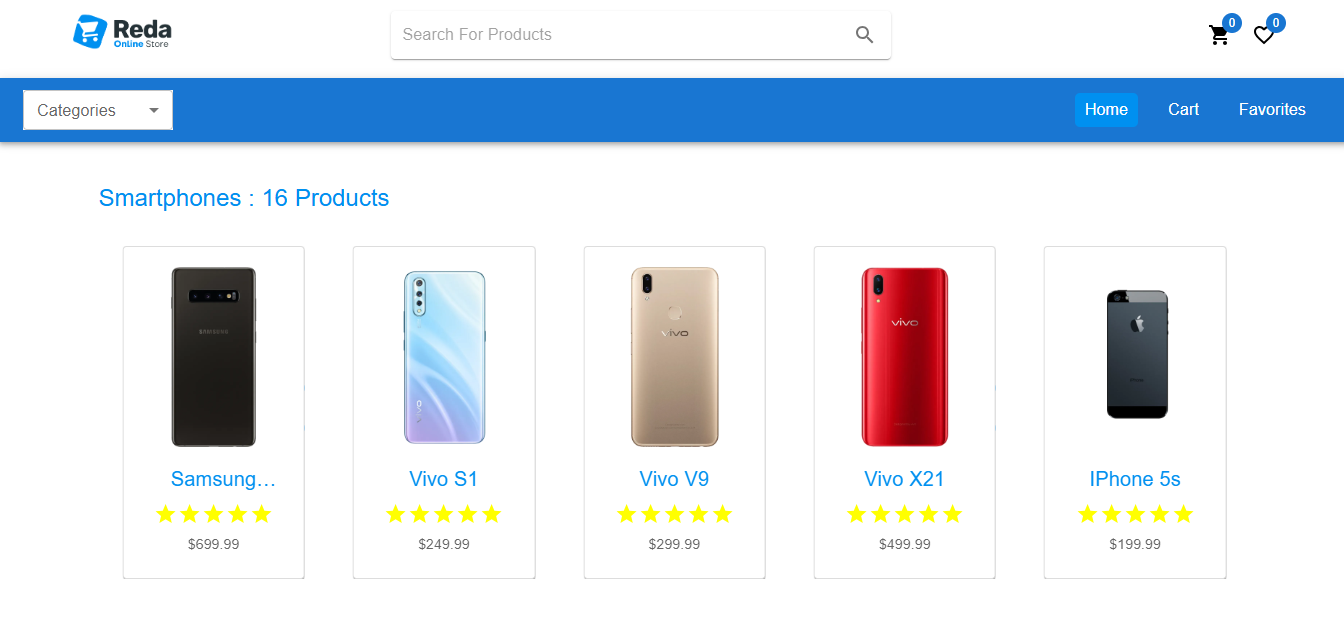 Reda
Online Store
Search For Products
0
0
Categories
Home
Cart
Favorites
Smartphones : 16 Products
SAMSUNG
vivo
vivo
vivo
Samsung…
Vivo S1
Vivo V9
Vivo X21
IPhone 5s
$699.99
$249.99
$299.99
$499.99
$199.99